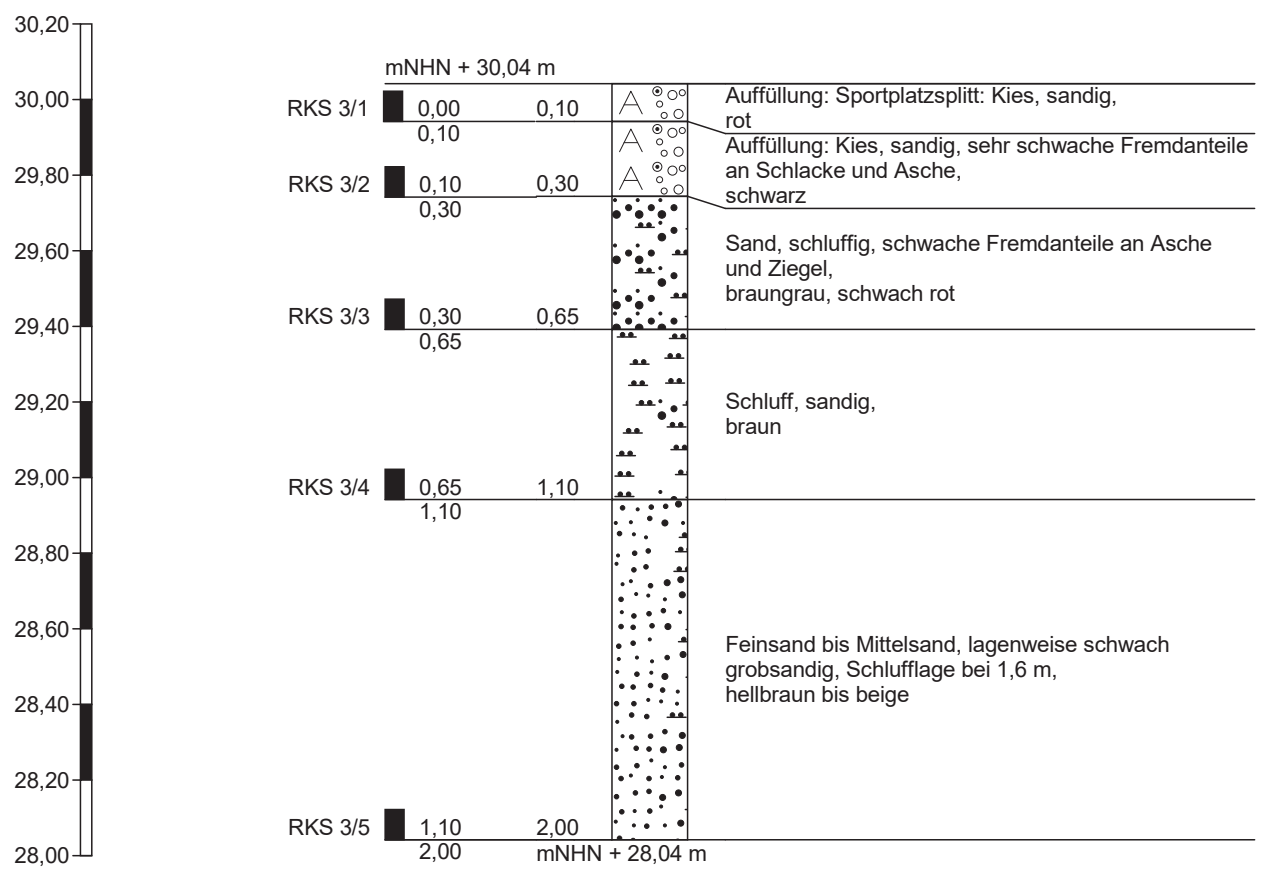 30,20
mNHN + 30,04 m
30,00
RKS 3/1 0,00 0,10
0,10
Auffüllung: Sportplatzsplitt: Kies, sandig,
rot
A
A
Auffüllung: Kies, sandig, sehr schwache Fremdanteile
an Schlacke und Asche,
schwarz
29,80
RKS 3/2 0,10 0,30
0,30
A
29,60
Sand, schluffig, schwache Fremdanteile an Asche
und Ziegel,
braungrau, schwach rot
29,40
RKS 3/3 0,30 0,65
0,65
29,20
Schluff, sandig,
braun
29,00
RKS 3/4 0,65 1,10
1,10
28,80
28,60
Feinsand bis Mittelsand, lagenweise schwach
grobsandig, Schlufflage bei 1,6 m,
hellbraun bis beige
28,40
28,20
RKS 3/5 1,10 2,00
2,00
mNHN + 28,04 m
28,00